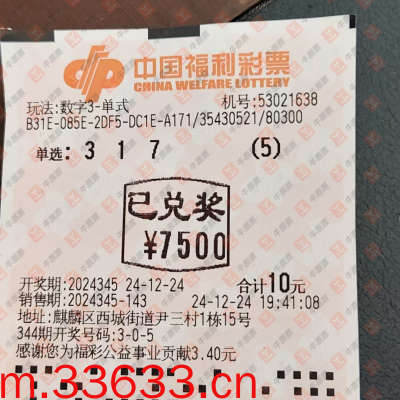 中国福利彩票
CHINA WELFARE LOTTERY
玩法:数字3-单式 机号:53021638
B31E-085E-2DF5-DC1E-A171/35430521/80300
单选: 3 1 7 (5)
已兑奖
¥7500
开奖期:2024345 24-12-24 合计10元
销售期:2024345-143 24-12-24 19:41:08
地址:麒麟区西城街道尹三村1栋15号
344期开奖号码:3-0-5
感谢您为福彩公益事业贡献3.40元
m.33633.cn